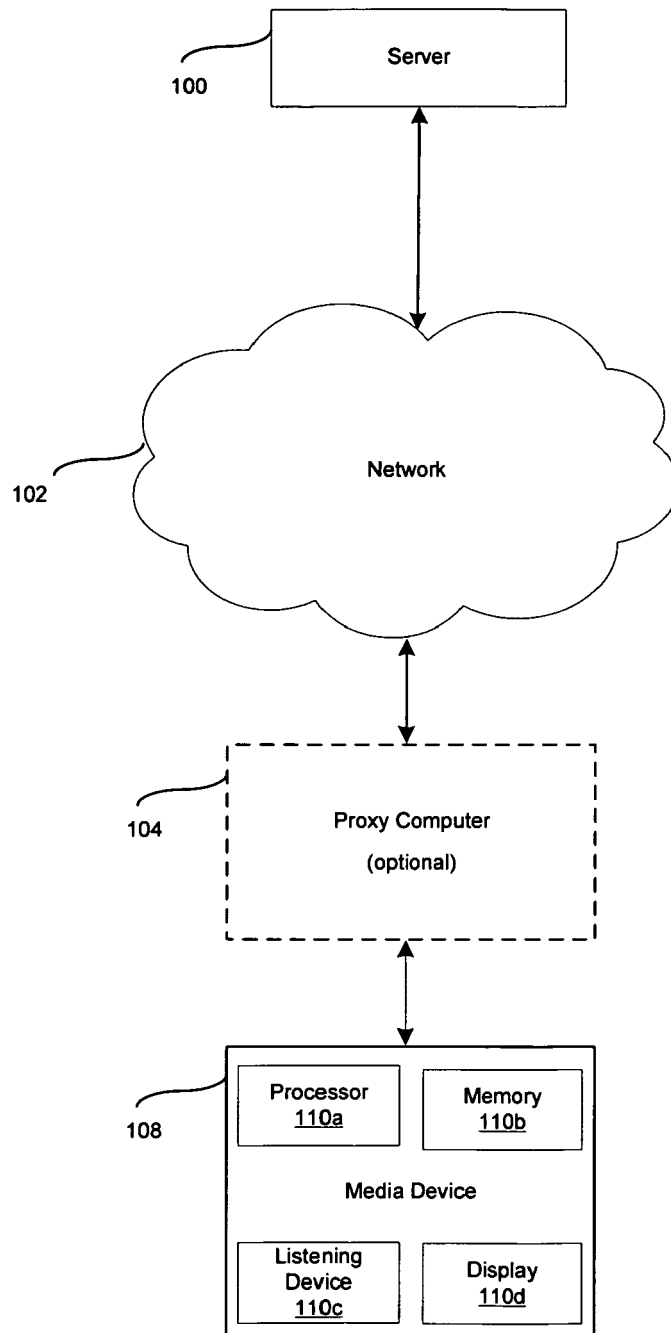 Server
100
Network
102
Proxy Computer
(optional)
104
Processor
110a
Memory
110b
108
Media Device
Listening
Device
110c
Display
110d